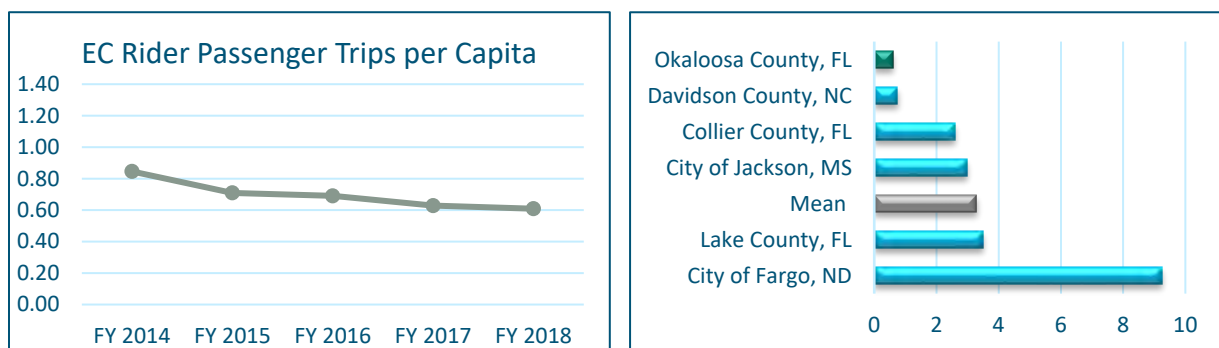 EC Rider Passenger Trips per Capita
1.40
1.20
1.00
0.80
0.60
0.40
0.20
0.00
FY 2014 FY 2015 FY 2016 FY 2017 FY 2018
Okaloosa County, FL
Davidson County, NC
Collier County, FL
City of Jackson, MS
Mean
Lake County, FL
City of Fargo, ND
0 2 4 6 8 10